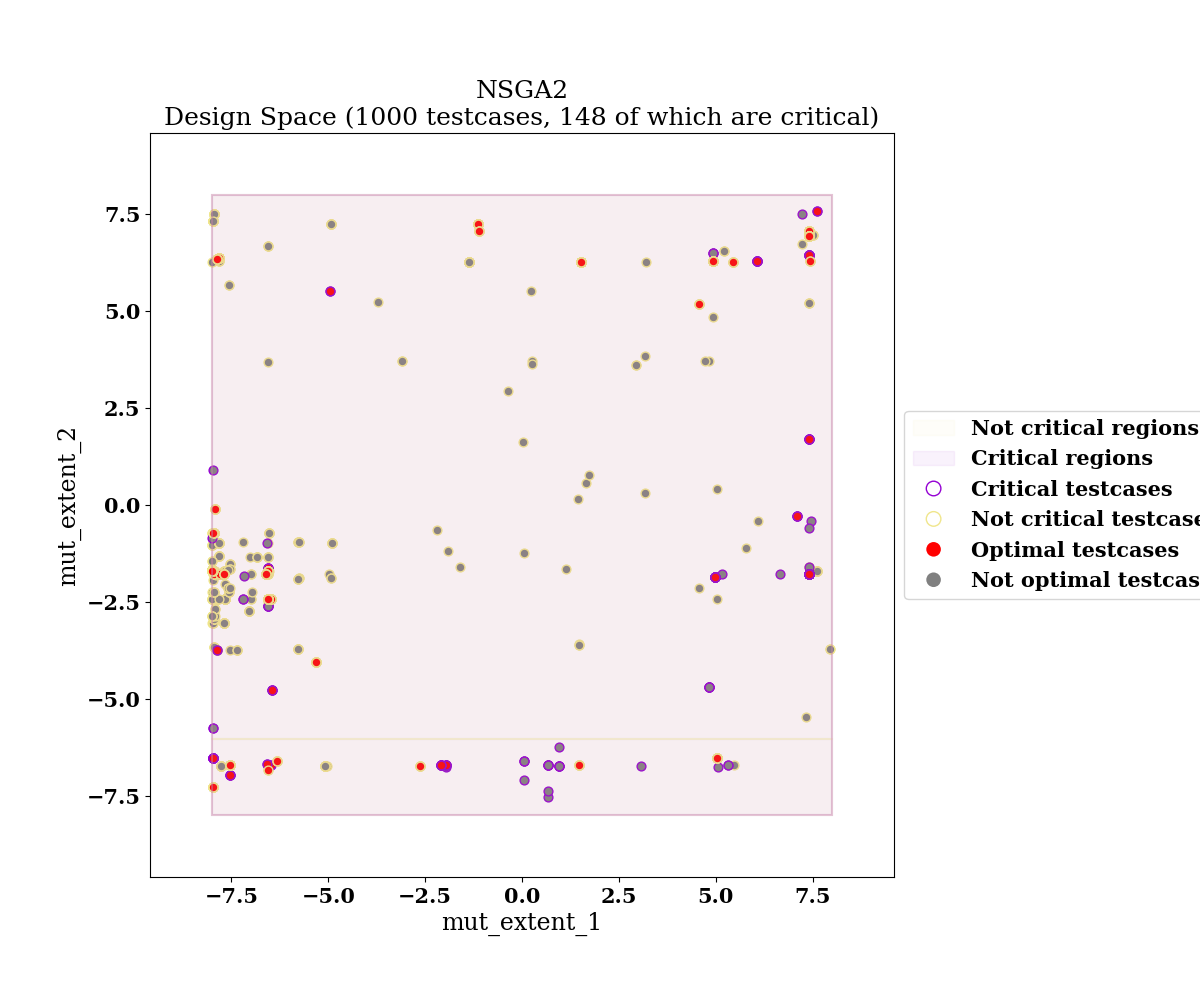 NSGA2
Design Space (1000 testcases, 148 of which are critical)
7.5
5.0
2.5
0.0
−2.5
−5.0
−7.5
mut_extent_2
−7.5 −5.0 −2.5 0.0 2.5 5.0 7.5
mut_extent_1
Not critical regions
Critical regions
Critical testcases
Not critical testcase
Optimal testcases
Not optimal testcas